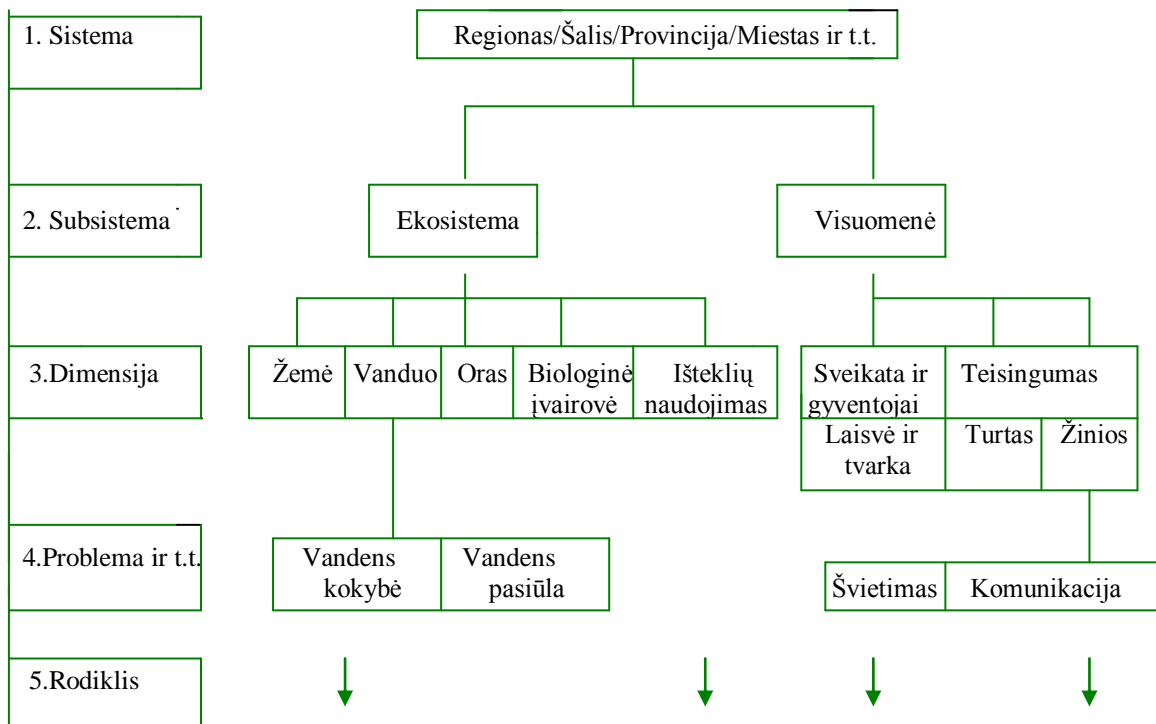 1. Sistema
Regionas/Šalis/Provincija/Miestas ir t.t.
2. Subsistema
Ekosistema
Visuomenė
3.Dimensija
Žemė
Vanduo
Oras
Biologinė
įvairovė
Išteklių
naudojimas
Sveikata ir
gyventojai
Teisingumas
Laisvė ir
tvarka
Turtas
Žinios
4.Problema ir t.t.
Vandens
kokybė
Vandens
pasiūla
Švietimas
Komunikacija
5.Rodiklis